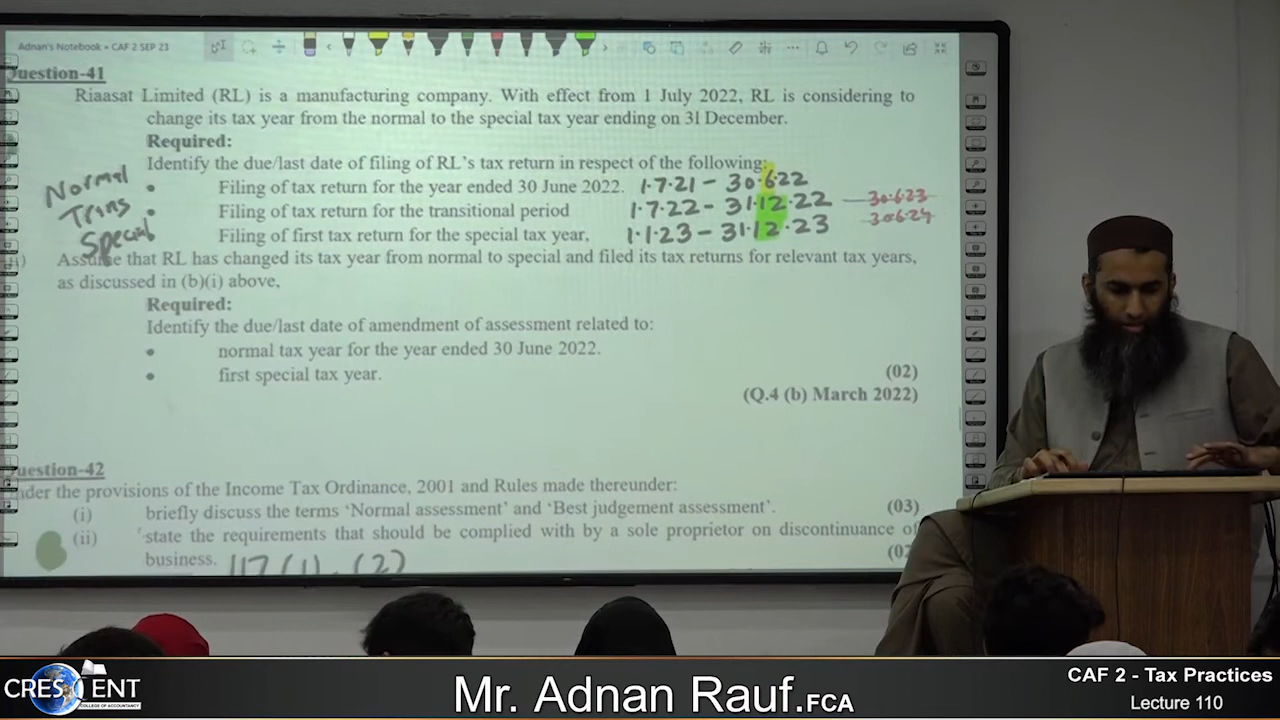 Adnan's Notebook • CAF 2 SEP 23
Question-41
Riaasat Limited (RL) is a manufacturing company. With effect from 1 July 2022, RL is considering to
change its tax year from the normal to the special tax year ending on 31 December.
Required:
Identify the due/last date of filing of RL's tax return in respect of the following:
Normal • Filing of tax return for the year ended 30 June 2022. 1·7·21 – 30·6·22
Trans • Filing of tax return for the transitional period 1·7·22 – 31·12·22 — 30·6·23
Special Filing of first tax return for the special tax year, 1·1·23 – 31·12·23 30·6·24
Assume that RL has changed its tax year from normal to special and filed its tax returns for relevant tax years,
as discussed in (b)(i) above,
Required:
Identify the due/last date of amendment of assessment related to:
• normal tax year for the year ended 30 June 2022.
• first special tax year. (02)
(Q.4 (b) March 2022)
Question-42
nder the provisions of the Income Tax Ordinance, 2001 and Rules made thereunder:
(i) briefly discuss the terms 'Normal assessment' and 'Best judgement assessment'. (03)
(ii) state the requirements that should be complied with by a sole proprietor on discontinuance of
business. 117 (1), (2)
CRESCENT
COLLEGE OF ACCOUNTANCY
Mr. Adnan Rauf.FCA
CAF 2 - Tax Practices
Lecture 110